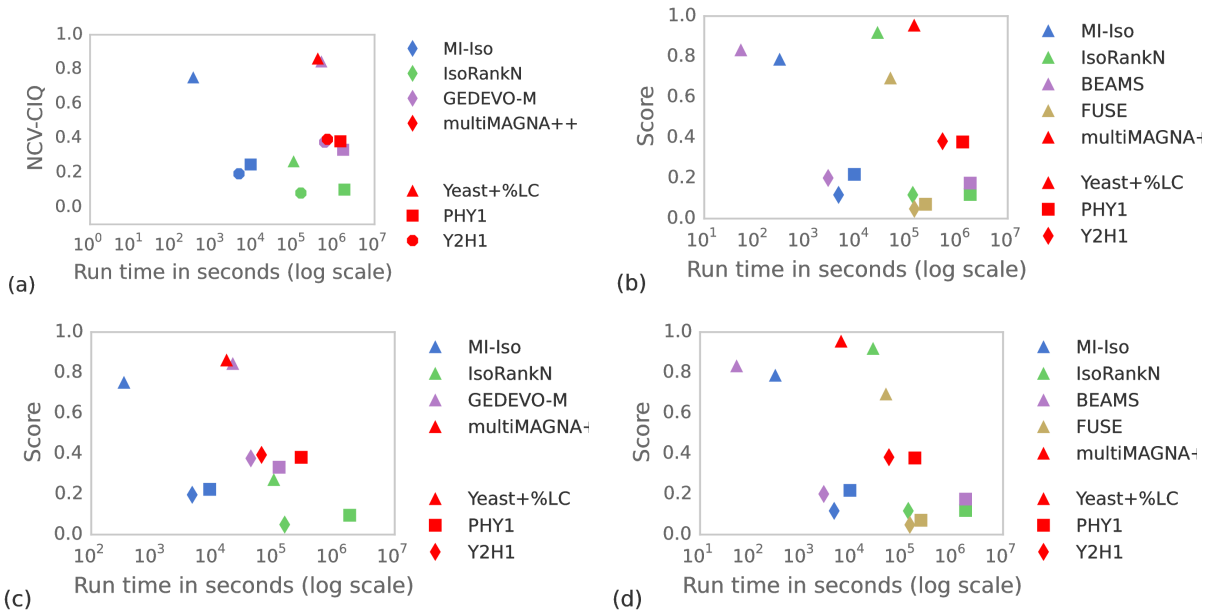 1.0
0.8
0.6
0.4
0.2
0.0
NCV-CIQ
10^0 10^1 10^2 10^3 10^4 10^5 10^6 10^7
Run time in seconds (log scale)
MI-Iso
IsoRankN
GEDEVO-M
multiMAGNA++
Yeast+%LC
PHY1
Y2H1
(a)
1.0
0.8
0.6
0.4
0.2
0.0
Score
10^1 10^2 10^3 10^4 10^5 10^6 10^7
Run time in seconds (log scale)
MI-Iso
IsoRankN
BEAMS
FUSE
multiMAGNA+
Yeast+%LC
PHY1
Y2H1
(b)
1.0
0.8
0.6
0.4
0.2
0.0
Score
10^2 10^3 10^4 10^5 10^6 10^7
Run time in seconds (log scale)
MI-Iso
IsoRankN
GEDEVO-M
multiMAGNA+
Yeast+%LC
PHY1
Y2H1
(c)
1.0
0.8
0.6
0.4
0.2
0.0
Score
10^1 10^2 10^3 10^4 10^5 10^6 10^7
Run time in seconds (log scale)
MI-Iso
IsoRankN
BEAMS
FUSE
multiMAGNA+
Yeast+%LC
PHY1
Y2H1
(d)